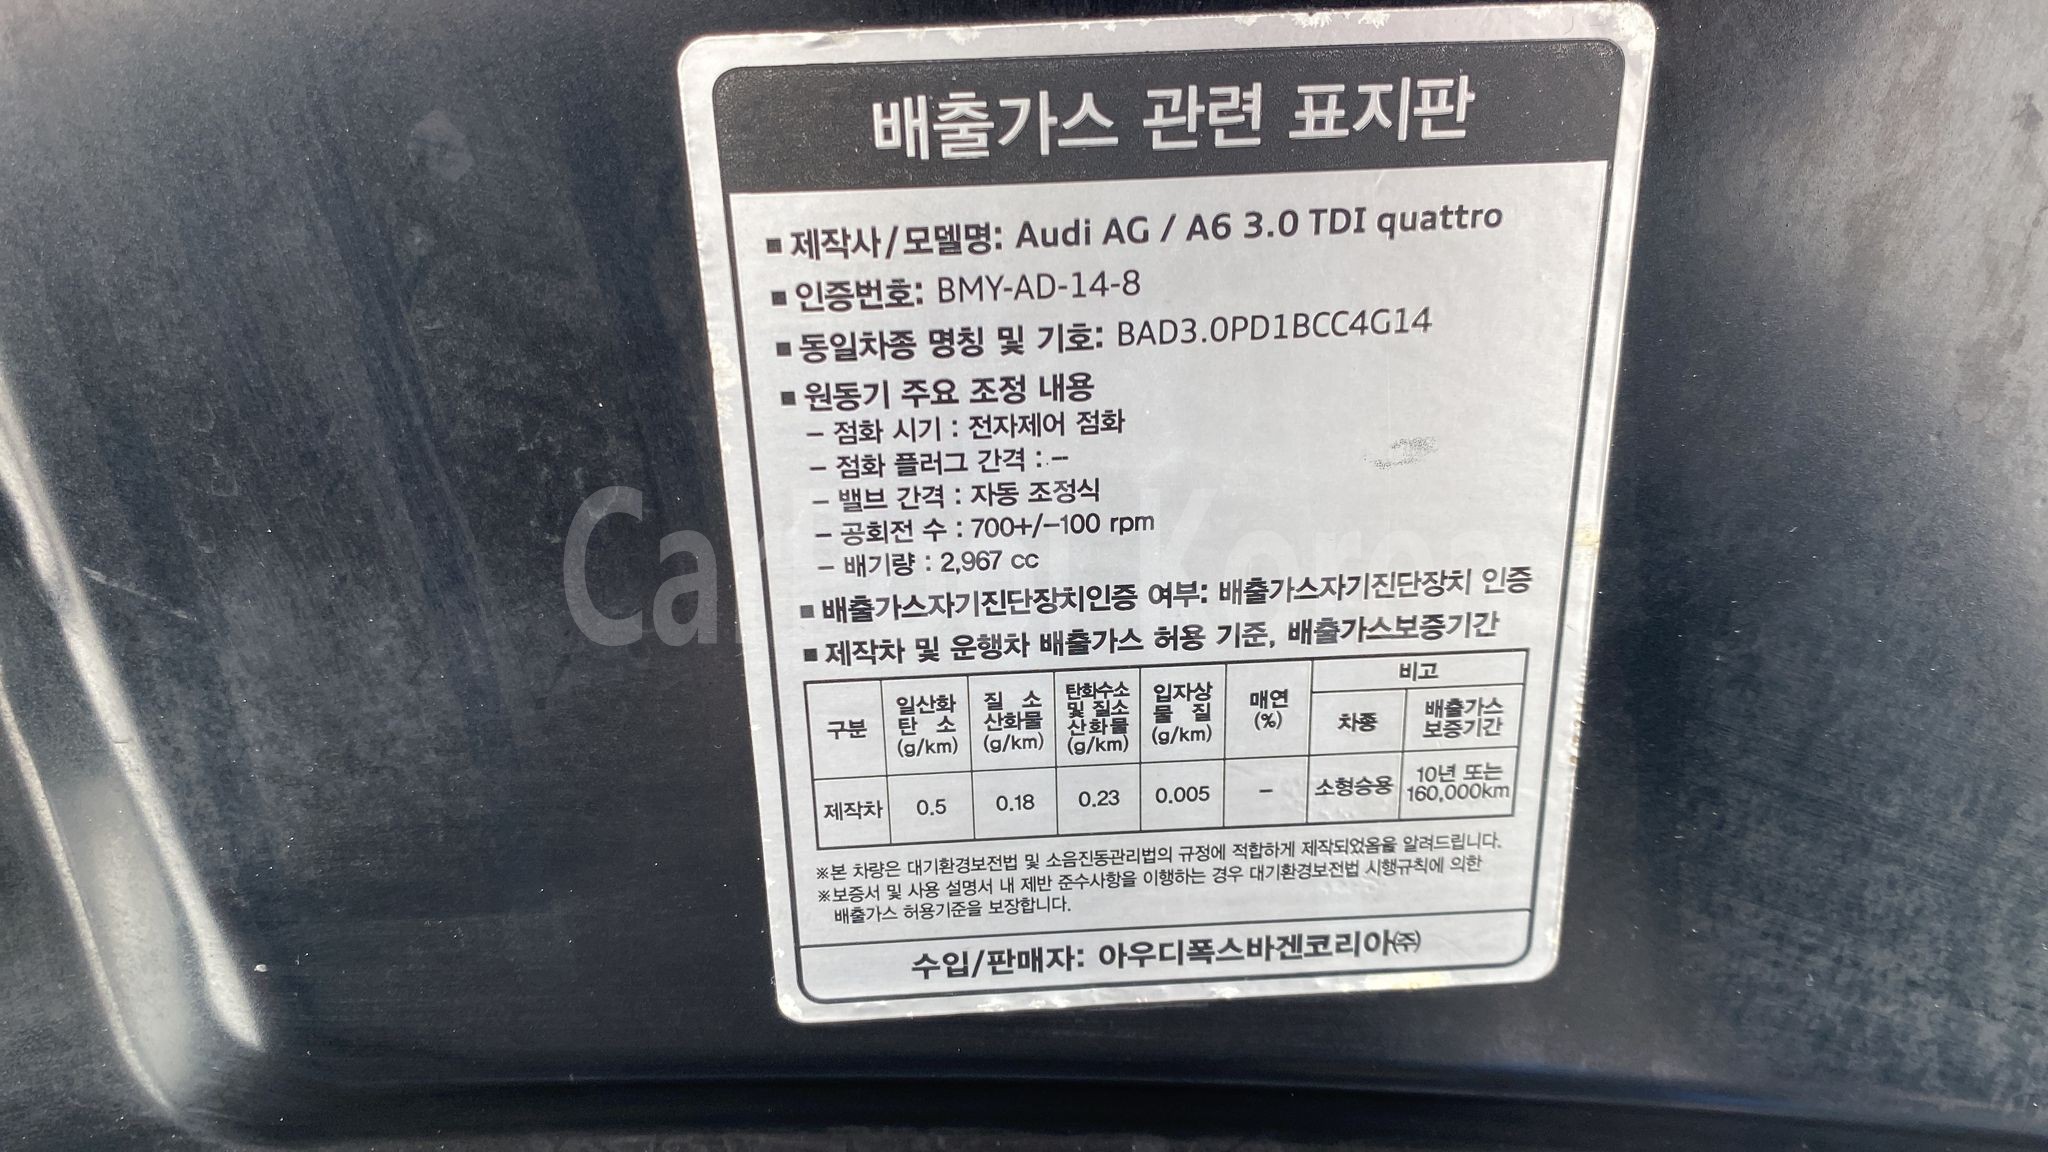 배출가스 관련 표지판
■ 제작사/모델명: Audi AG / A6 3.0 TDI quattro
■ 인증번호: BMY-AD-14-8
■ 동일차종 명칭 및 기호: BAD3.0PD1BCC4G14
■ 원동기 주요 조정 내용
– 점화 시기 : 전자제어 점화
– 점화 플러그 간격 : –
– 밸브 간격 : 자동 조정식
– 공회전 수 : 700+/–100 rpm
– 배기량 : 2,967 cc
■ 배출가스자기진단장치인증 여부: 배출가스자기진단장치 인증
■ 제작차 및 운행차 배출가스 허용 기준, 배출가스보증기간
구분 일산화탄소 (g/km) 질소산화물 (g/km) 탄화수소 및 질소산화물 (g/km) 입자상물질 (g/km) 매연 (%) 비고
차종 배출가스 보증기간
제작차 0.5 0.18 0.23 0.005 – 소형승용 10년 또는 160,000km
※본 차량은 대기환경보전법 및 소음진동관리법의 규정에 적합하게 제작되었음을 알려드립니다.
※보증서 및 사용 설명서 내 제반 준수사항을 이행하는 경우 대기환경보전법 시행규칙에 의한
배출가스 허용기준을 보장합니다.
수입/판매자: 아우디폭스바겐코리아㈜